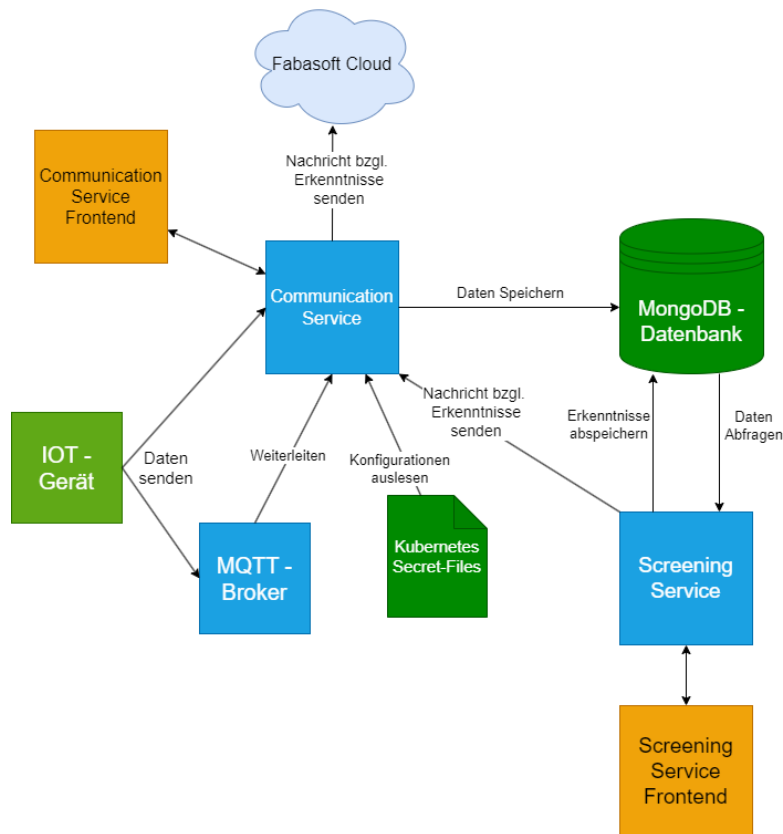 Fabasoft Cloud
Communication
Service
Frontend
Nachricht bzgl.
Erkenntnisse
senden
Communication
Service
Daten Speichern
MongoDB -
Datenbank
Nachricht bzgl.
Erkenntnisse
senden
Erkenntnisse
abspeichern
Daten
Abfragen
IOT -
Gerät
Daten
senden
Weiterleiten
Konfigurationen
auslesen
MQTT -
Broker
Kubernetes
Secret-Files
Screening
Service
Screening
Service
Frontend